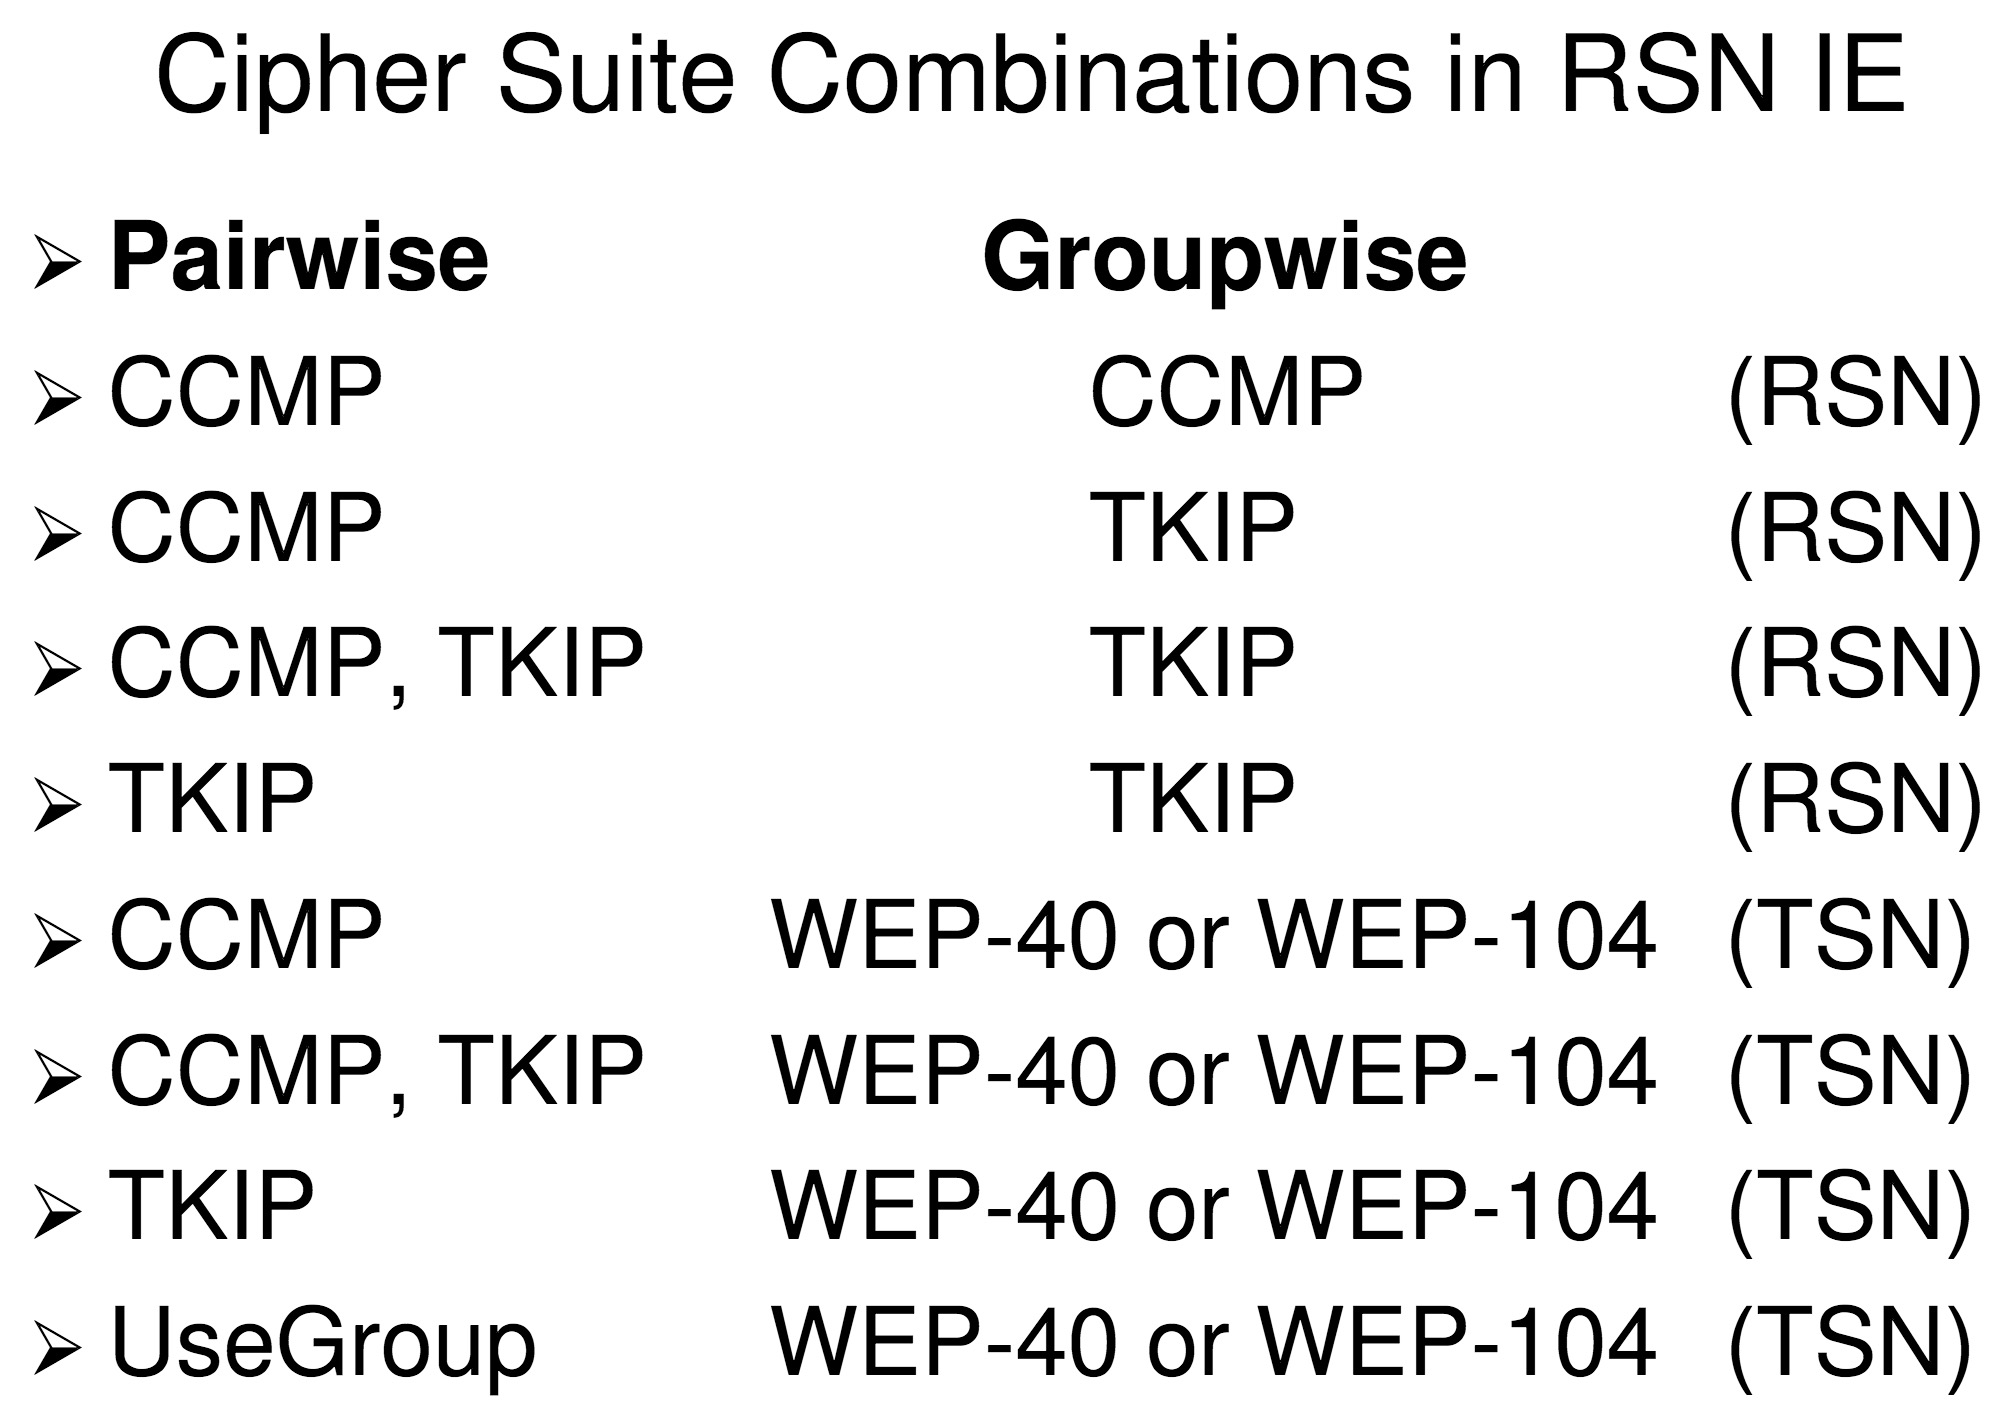 Cipher Suite Combinations in RSN IE
➢ Pairwise Groupwise
➢ CCMP CCMP (RSN)
➢ CCMP TKIP (RSN)
➢ CCMP, TKIP TKIP (RSN)
➢ TKIP TKIP (RSN)
➢ CCMP WEP-40 or WEP-104 (TSN)
➢ CCMP, TKIP WEP-40 or WEP-104 (TSN)
➢ TKIP WEP-40 or WEP-104 (TSN)
➢ UseGroup WEP-40 or WEP-104 (TSN)